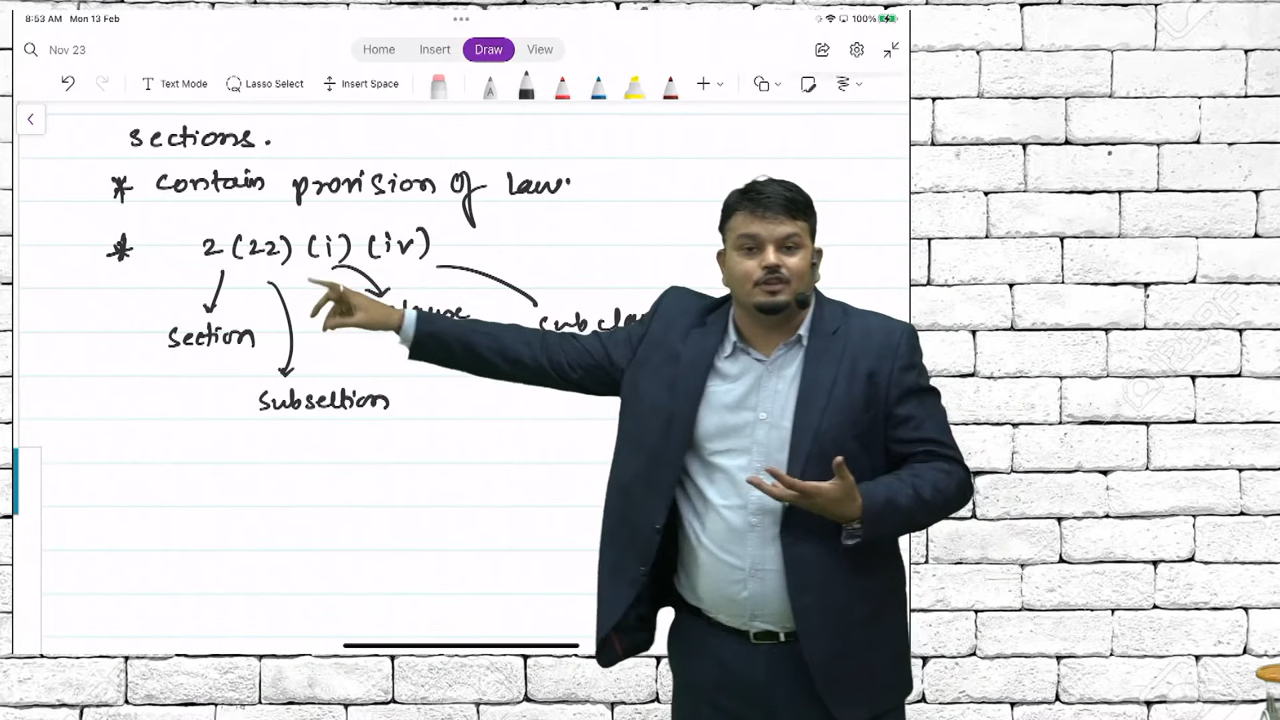 8:53 AM Mon 13 Feb
100%
Nov 23
Home Insert Draw View
Text Mode Lasso Select Insert Space
sections.
* contain provision of law.
* 2 (22) (i) (iv)
section
subsection